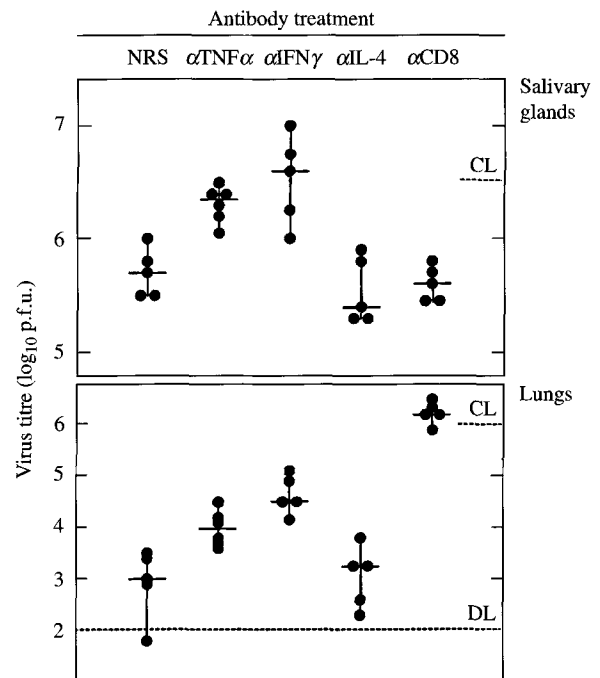 Antibody treatment
NRS αTNFα αIFNγ αIL-4 αCD8
Salivary
glands
7
CL
6
5
Virus titre (log₁₀ p.f.u.)
Lungs
CL
6
5
4
3
DL
2